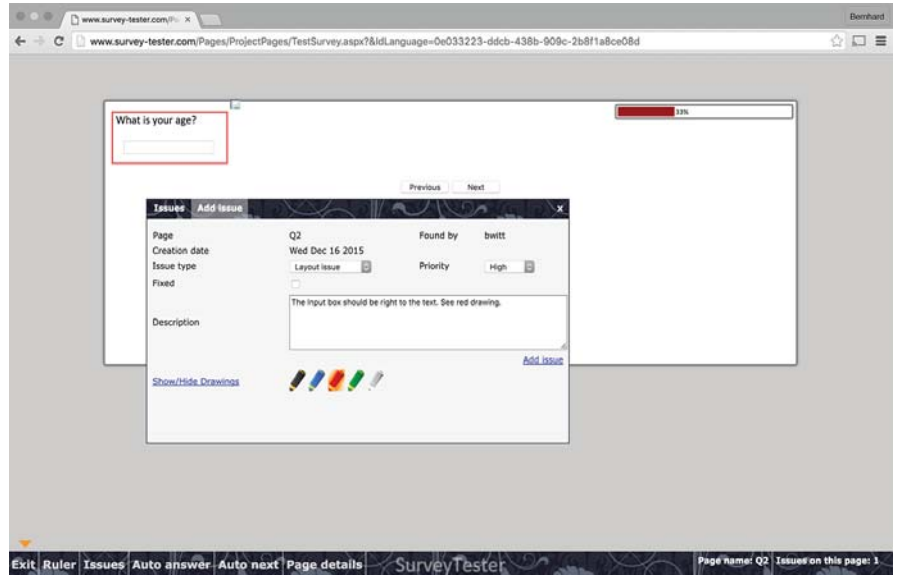 www.survey-tester.com/P
Bernhard
www.survey-tester.com/Pages/ProjectPages/TestSurvey.aspx?&IdLanguage=0e033223-ddcb-438b-909c-2b8f1a8ce08d
What is your age?
33%
Previous Next
Issues Add issue x
Page Q2 Found by bwitt
Creation date Wed Dec 16 2015
Issue type Layout issue Priority High
Fixed
The input box should be right to the text. See red drawing.
Description
Add issue
Show/Hide Drawings
Exit Ruler Issues Auto answer Auto next Page details SurveyTester Page name: Q2 Issues on this page: 1